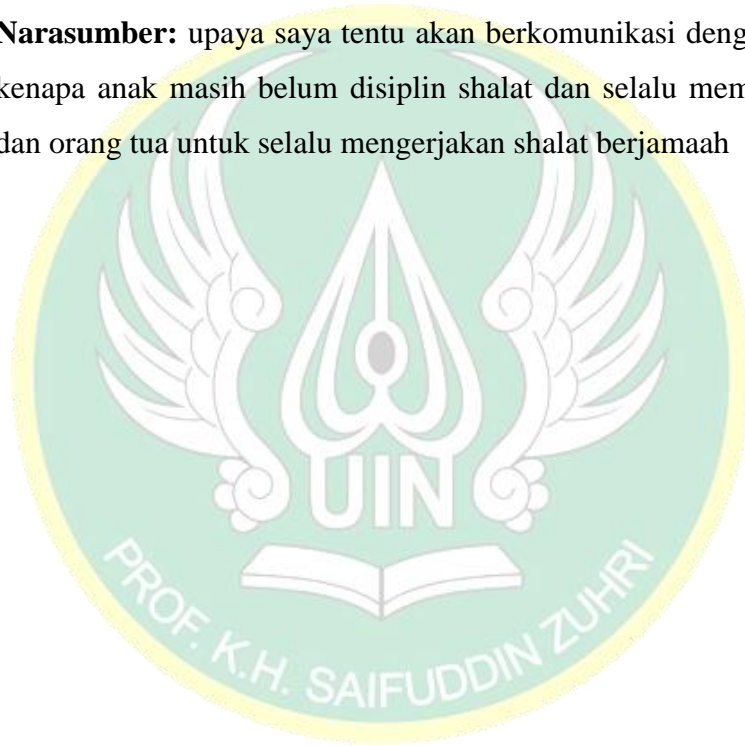 Narasumber: upaya saya tentu akan berkomunikasi deng
kenapa anak masih belum disiplin shalat dan selalu mem
dan orang tua untuk selalu mengerjakan shalat berjamaah
UIN
PROF. K.H. SAIFUDDIN ZUHRI